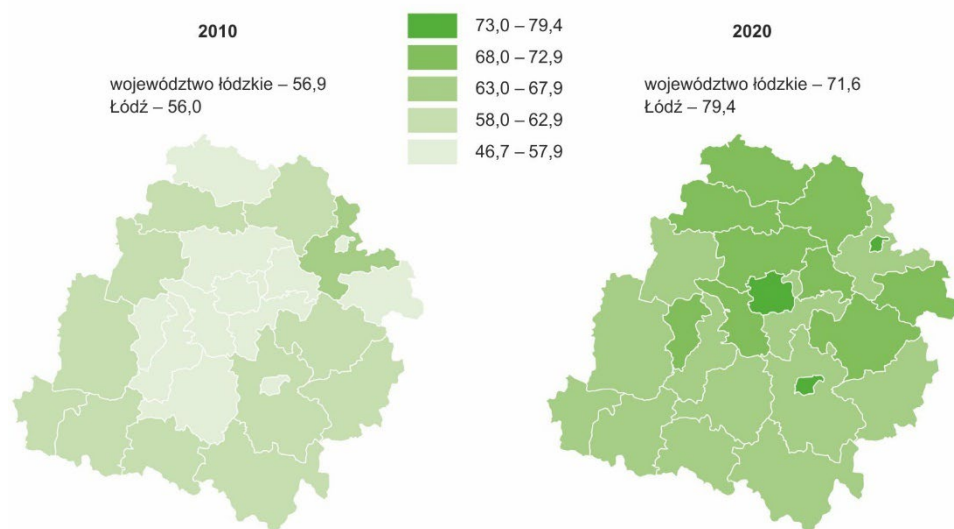 2010
województwo łódzkie – 56,9
Łódź – 56,0
73,0 – 79,4
68,0 – 72,9
63,0 – 67,9
58,0 – 62,9
46,7 – 57,9
2020
województwo łódzkie – 71,6
Łódź – 79,4